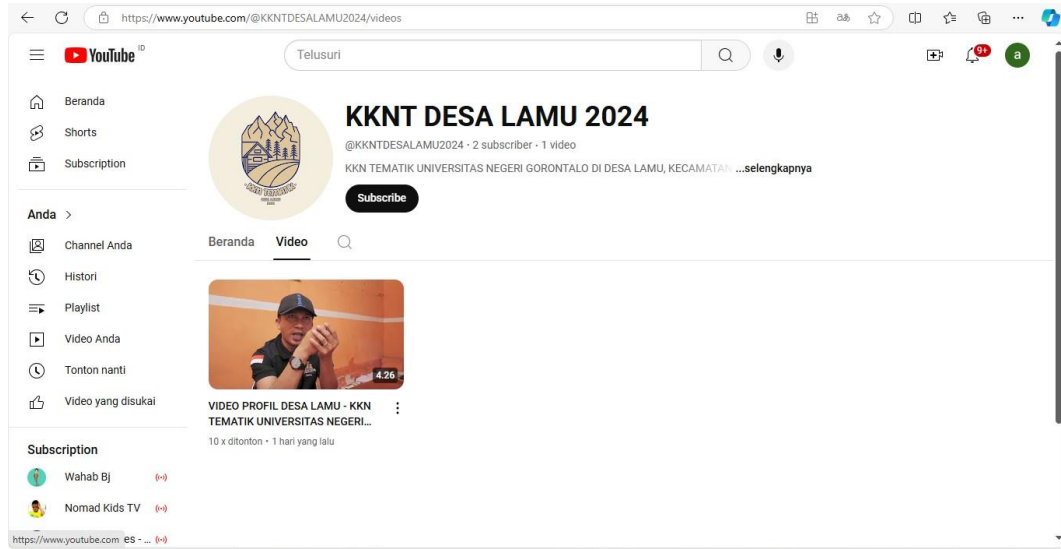 https://www.youtube.com/@KKNTDESALAMU2024/videos
YouTube ID
Telusuri
9+
a
Beranda
Shorts
Subscription
Anda
Channel Anda
Histori
Playlist
Video Anda
Tonton nanti
Video yang disukai
Subscription
Wahab Bj
Nomad Kids TV
es - ...
https://www.youtube.com
KKNT DESA LAMU 2024
@KKNTDESALAMU2024 • 2 subscriber • 1 video
KKN TEMATIK UNIVERSITAS NEGERI GORONTALO DI DESA LAMU, KECAMATAN ...selengkapnya
Subscribe
Beranda Video
KKN TEMATIK
4.26
VIDEO PROFIL DESA LAMU - KKN
TEMATIK UNIVERSITAS NEGERI...
10 x ditonton • 1 hari yang lalu